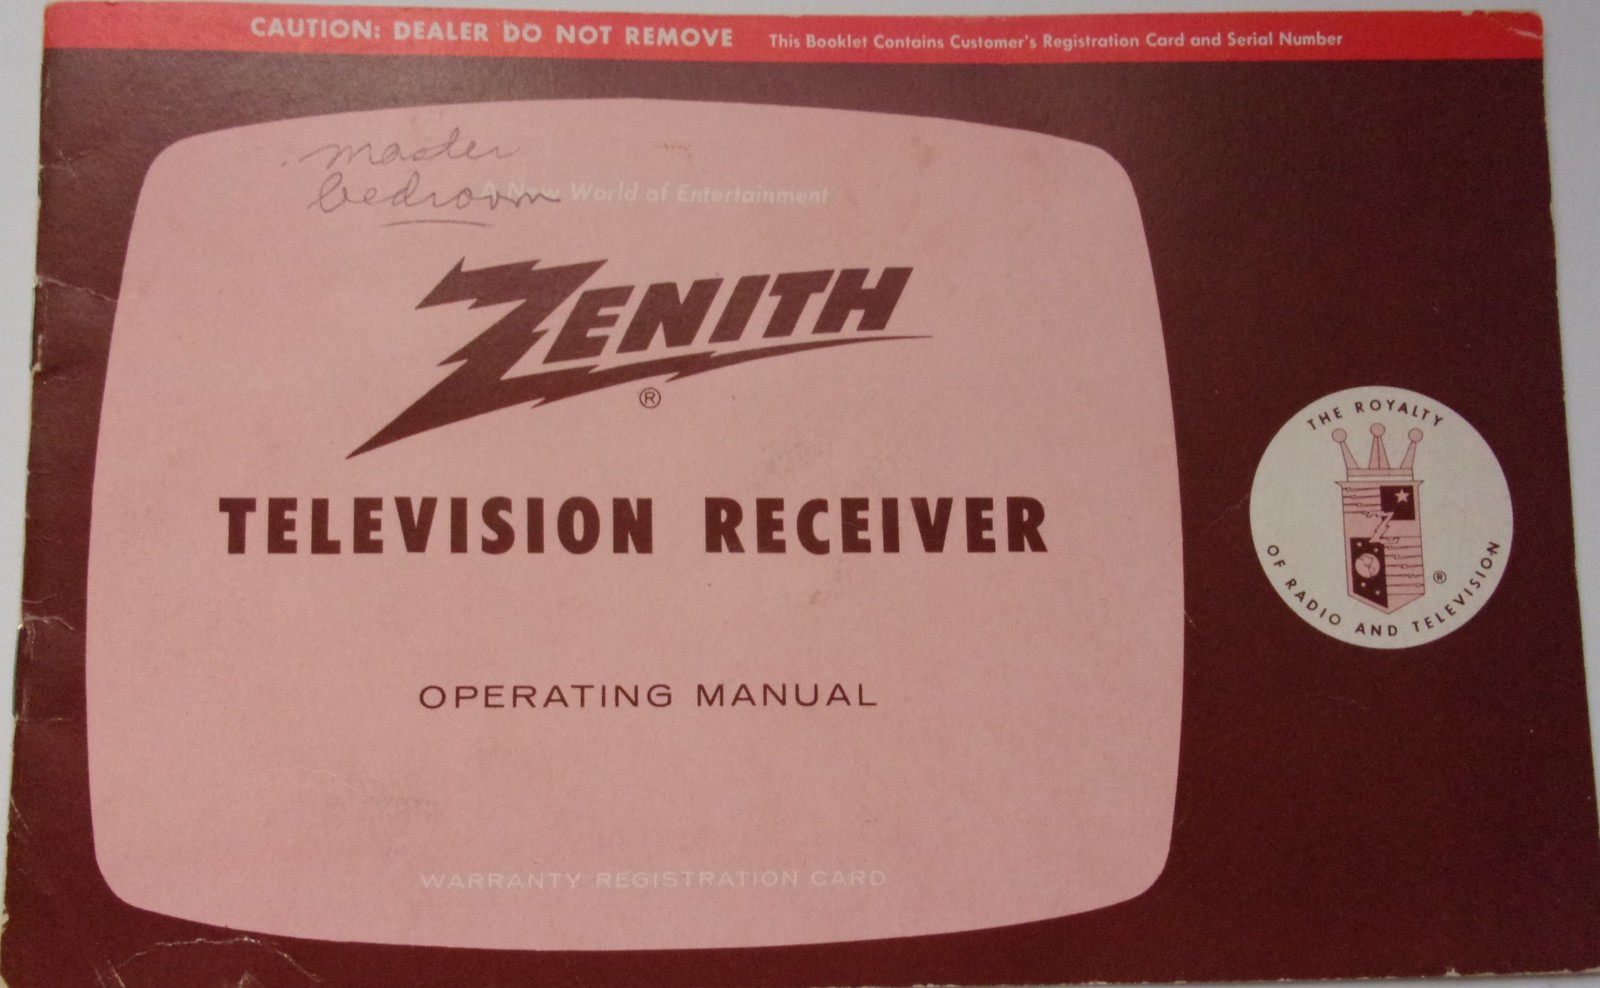 CAUTION: DEALER DO NOT REMOVE This Booklet Contains Customer's Registration Card and Serial Number
master
bedroom
A New World of Entertainment
ZENITH
®
TELEVISION RECEIVER
OPERATING MANUAL
WARRANTY REGISTRATION CARD
THE ROYALTY
OF RADIO AND TELEVISION
®